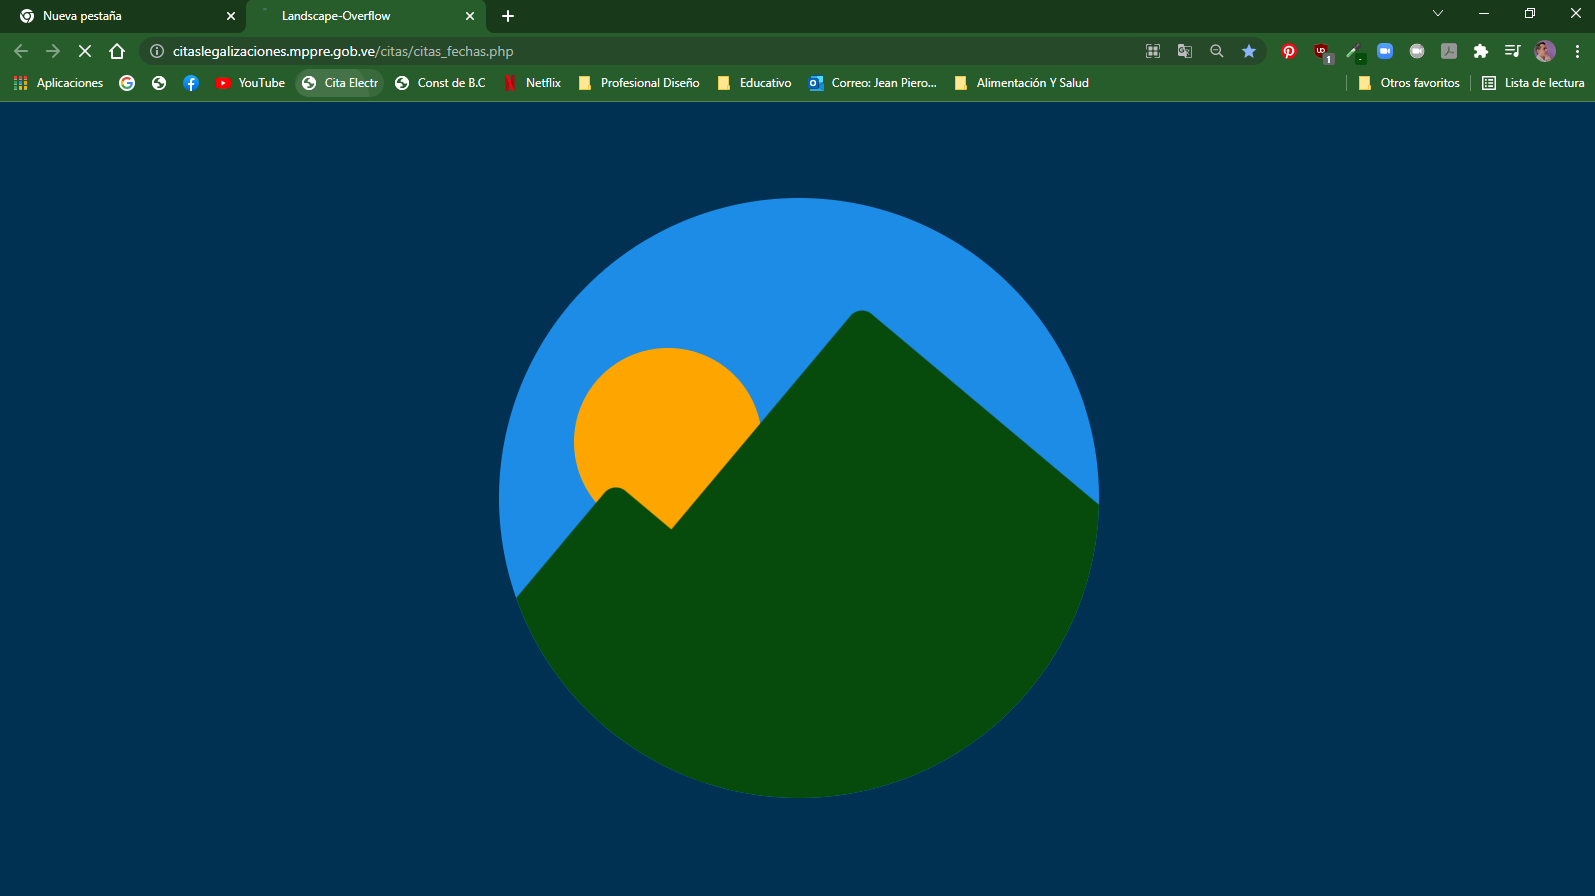 Nueva pestaña
Landscape-Overflow
citaslegalizaciones.mppre.gob.ve/citas/citas_fechas.php
1
Aplicaciones
YouTube
Cita Electr
Const de B.C
Netflix
Profesional Diseño
Educativo
Correo: Jean Piero...
Alimentación Y Salud
Otros favoritos
Lista de lectura